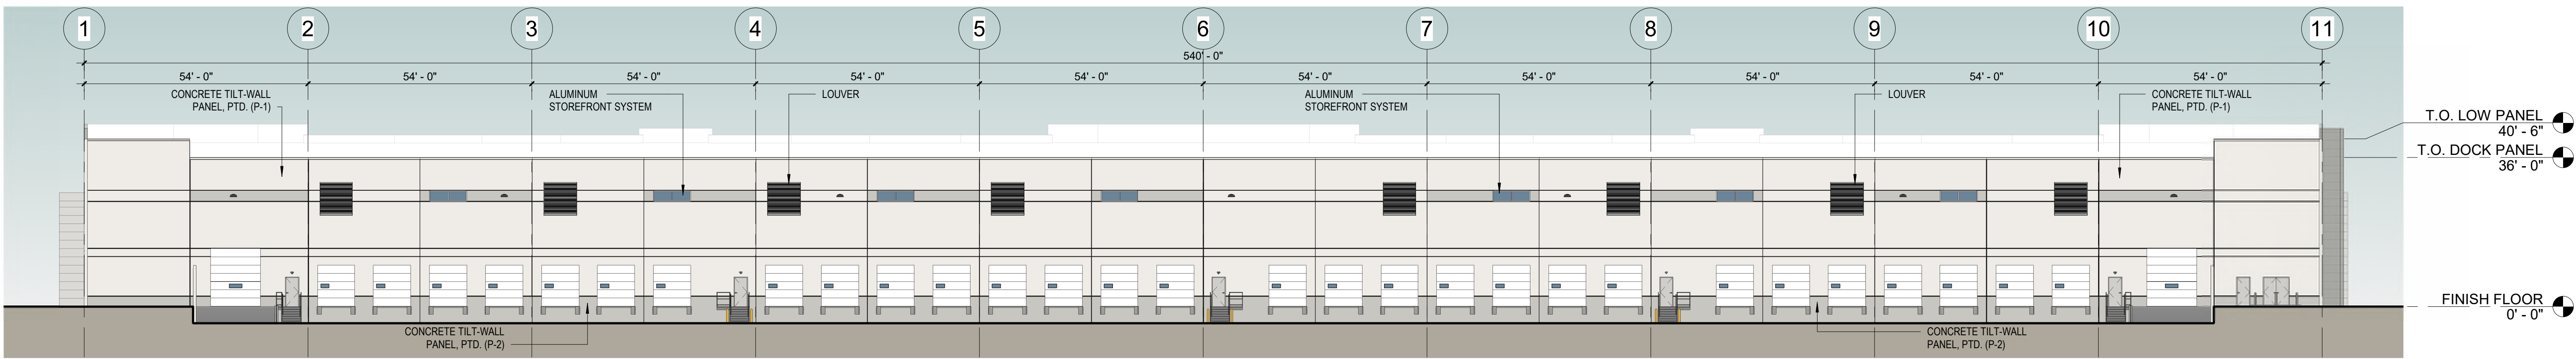 1 2 3 4 5 6 7 8 9 10 11
540' - 0"
54' - 0" 54' - 0" 54' - 0" 54' - 0" 54' - 0" 54' - 0" 54' - 0" 54' - 0" 54' - 0" 54' - 0"
CONCRETE TILT-WALL
PANEL, PTD. (P-1)
ALUMINUM
STOREFRONT SYSTEM
LOUVER
ALUMINUM
STOREFRONT SYSTEM
LOUVER
CONCRETE TILT-WALL
PANEL, PTD. (P-1)
T.O. LOW PANEL
40' - 6"
T.O. DOCK PANEL
36' - 0"
FINISH FLOOR
0' - 0"
CONCRETE TILT-WALL
PANEL, PTD. (P-2)
CONCRETE TILT-WALL
PANEL, PTD. (P-2)